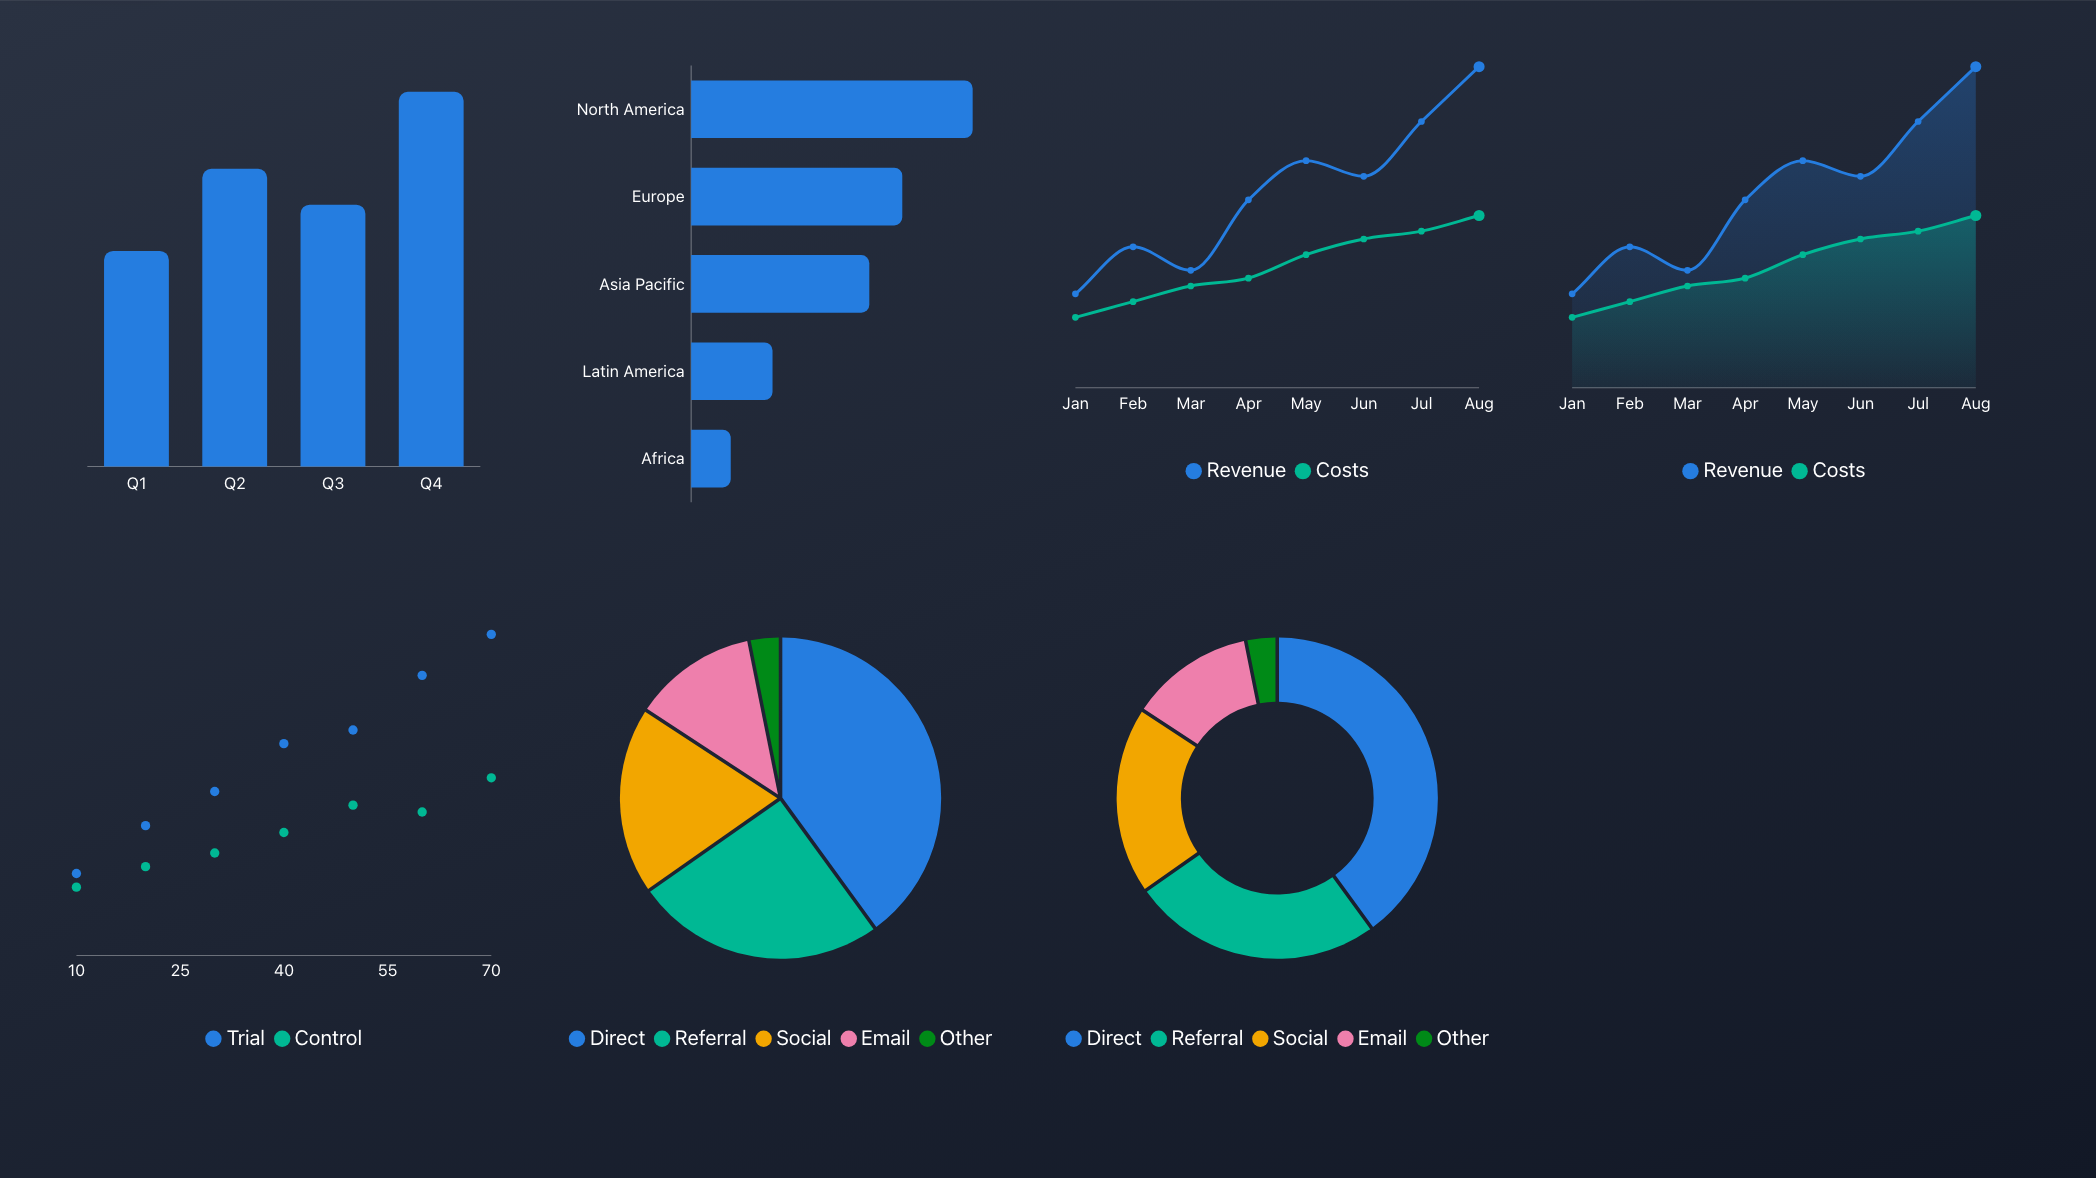 Q1 Q2 Q3 Q4
North America
Europe
Asia Pacific
Latin America
Africa
Jan Feb Mar Apr May Jun Jul Aug
Revenue Costs
Jan Feb Mar Apr May Jun Jul Aug
Revenue Costs
10 25 40 55 70
Trial Control
Direct Referral Social Email Other
Direct Referral Social Email Other